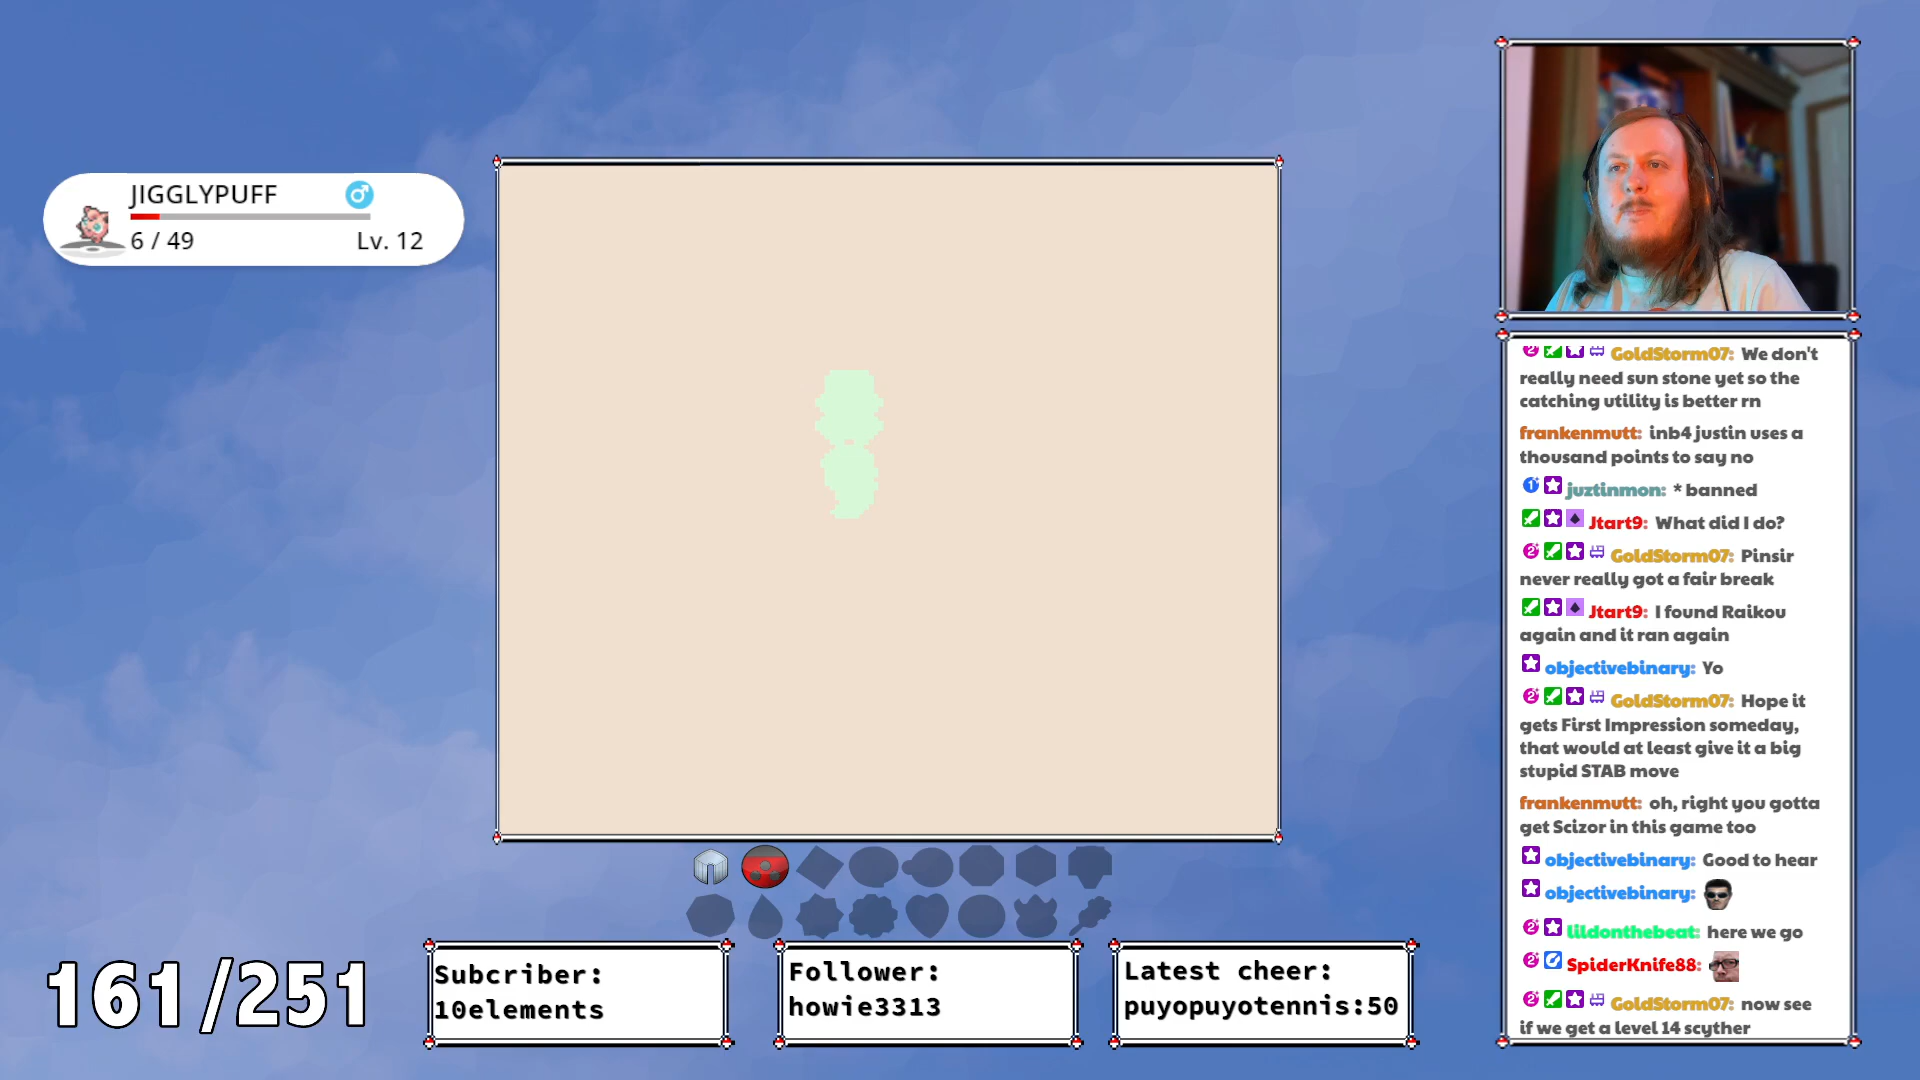 JIGGLYPUFF
6 / 49 Lv. 12
161/251
Subcriber:
10elements
Follower:
howie3313
Latest cheer:
puyopuyotennis:50
GoldStorm07: We don't
really need sun stone yet so the
catching utility is better rn
frankenmutt: inb4 justin uses a
thousand points to say no
juztinmon: * banned
Jtart9: What did I do?
GoldStorm07: Pinsir
never really got a fair break
Jtart9: I found Raikou
again and it ran again
objectivebinary: Yo
GoldStorm07: Hope it
gets First Impression someday,
that would at least give it a big
stupid STAB move
frankenmutt: oh, right you gotta
get Scizor in this game too
objectivebinary: Good to hear
objectivebinary:
lildonthebeat: here we go
SpiderKnife88:
GoldStorm07: now see
if we get a level 14 scyther